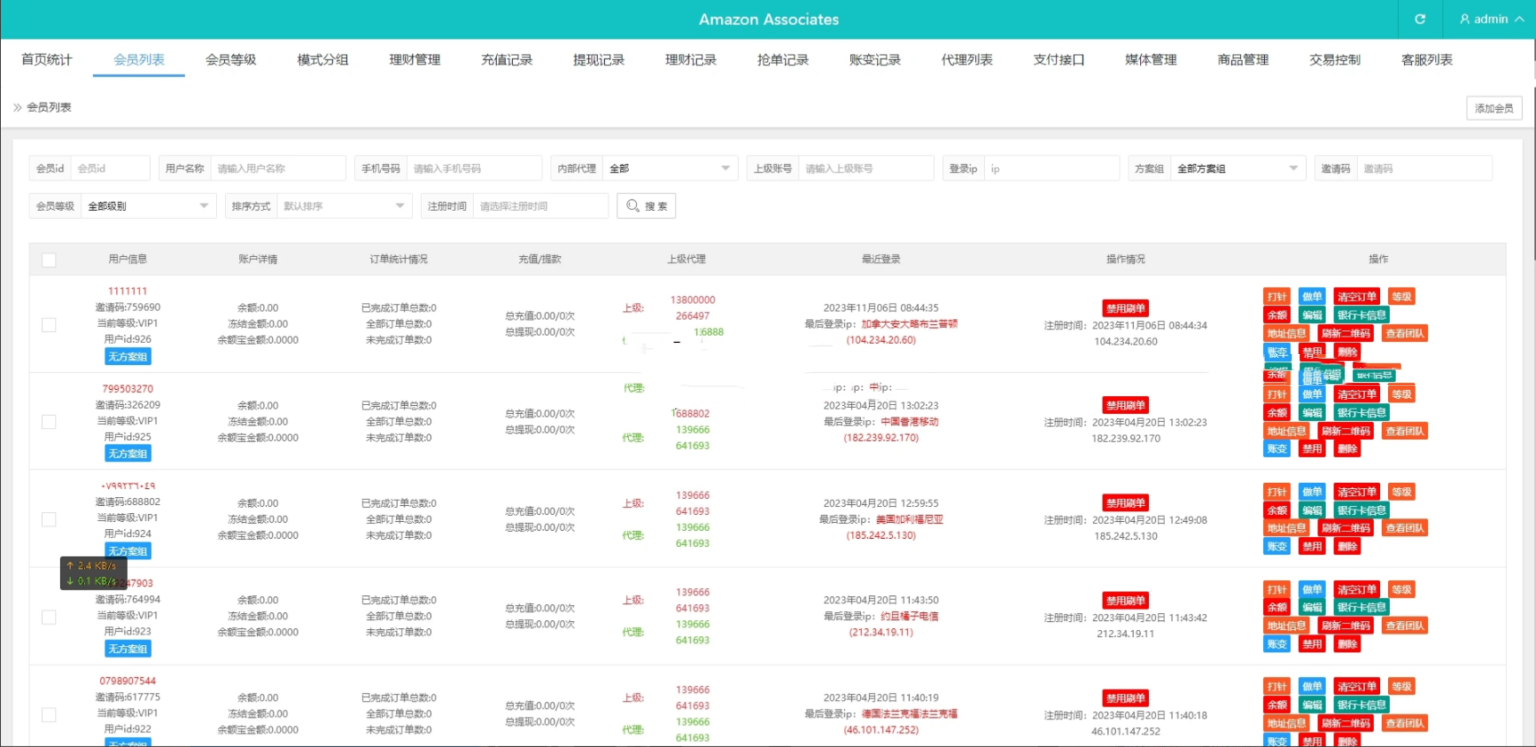 Amazon Associates
admin
首页统计 会员列表 会员等级 模式分组 理财管理 充值记录 提现记录 理财记录 抢单记录 账变记录 代理列表 支付接口 媒体管理 商品管理 交易控制 客服列表
会员列表 添加会员
会员id 会员id 用户名称 请输入用户名称 手机号码 请输入手机号码 内部代理 全部 上级账号 请输入上级账号 登录ip ip 方案组 全部方案组 邀请码 邀请码
会员等级 全部级别 排序方式 默认排序 注册时间 请选择注册时间 搜索
用户信息 账户详情 订单统计情况 充值/提款 上级代理 最近登录 操作情况 操作
1111111
邀请码:759690
当前等级:VIP1
用户id:926
无方案组
余额:0.00
冻结金额:0.00
余额宝金额:0.0000
已完成订单总数:0
全部订单总数:0
未完成订单:0
总充值:0.00/0次
总提现:0.00/0次
上级:
13800000
266497
16888
2023年11月06日 08:44:35
最后登录ip：加拿大安大略布兰普顿
(104.234.20.60)
禁用刷单
注册时间：2023年11月06日 08:44:34
104.234.20.60
打针 做单 清空订单 等级
余额 编辑 银行卡信息
地址信息 刷新二维码 查看团队
账变 禁用 删除
799503270
邀请码:326209
当前等级:VIP1
用户id:925
无方案组
余额:0.00
冻结金额:0.00
余额宝金额:0.0000
已完成订单总数:0
全部订单总数:0
未完成订单:0
总充值:0.00/0次
总提现:0.00/0次
代理:
1688802
139666
代理:
641693
ip: ip: 中ip:
2023年04月20日 13:02:23
最后登录ip：中国香港移动
(182.239.92.170)
禁用刷单
注册时间：2023年04月20日 13:02:23
182.239.92.170
打针 做单 清空订单 等级
余额 编辑 银行卡信息
地址信息 刷新二维码 查看团队
账变 禁用 删除
٠٧٩٩٢٢٦٠٤٩
邀请码:688802
当前等级:VIP1
用户id:924
无方案组
余额:0.00
冻结金额:0.00
余额宝金额:0.0000
已完成订单总数:0
全部订单总数:0
未完成订单:0
总充值:0.00/0次
总提现:0.00/0次
上级:
139666
641693
代理:
139666
641693
2023年04月20日 12:59:55
最后登录ip：美国加利福尼亚
(185.242.5.130)
禁用刷单
注册时间：2023年04月20日 12:49:08
185.242.5.130
打针 做单 清空订单 等级
余额 编辑 银行卡信息
地址信息 刷新二维码 查看团队
账变 禁用 删除
↑ 2.4 KB/s
↓ 0.1 KB/s
247903
邀请码:764994
当前等级:VIP1
用户id:923
无方案组
余额:0.00
冻结金额:0.00
余额宝金额:0.0000
已完成订单总数:0
全部订单总数:0
未完成订单:0
总充值:0.00/0次
总提现:0.00/0次
上级:
139666
641693
代理:
139666
641693
2023年04月20日 11:43:50
最后登录ip：约旦橘子电信
(212.34.19.11)
禁用刷单
注册时间：2023年04月20日 11:43:42
212.34.19.11
打针 做单 清空订单 等级
余额 编辑 银行卡信息
地址信息 刷新二维码 查看团队
账变 禁用 删除
0798907544
邀请码:617775
当前等级:VIP1
用户id:922
无方案组
余额:0.00
冻结金额:0.00
余额宝金额:0.0000
已完成订单总数:0
全部订单总数:0
未完成订单:0
总充值:0.00/0次
总提现:0.00/0次
上级:
139666
641693
代理:
139666
641693
2023年04月20日 11:40:19
最后登录ip：德国法兰克福法兰克福
(46.101.147.252)
禁用刷单
注册时间：2023年04月20日 11:40:18
46.101.147.252
打针 做单 清空订单 等级
余额 编辑 银行卡信息
地址信息 刷新二维码 查看团队
账变 禁用 删除